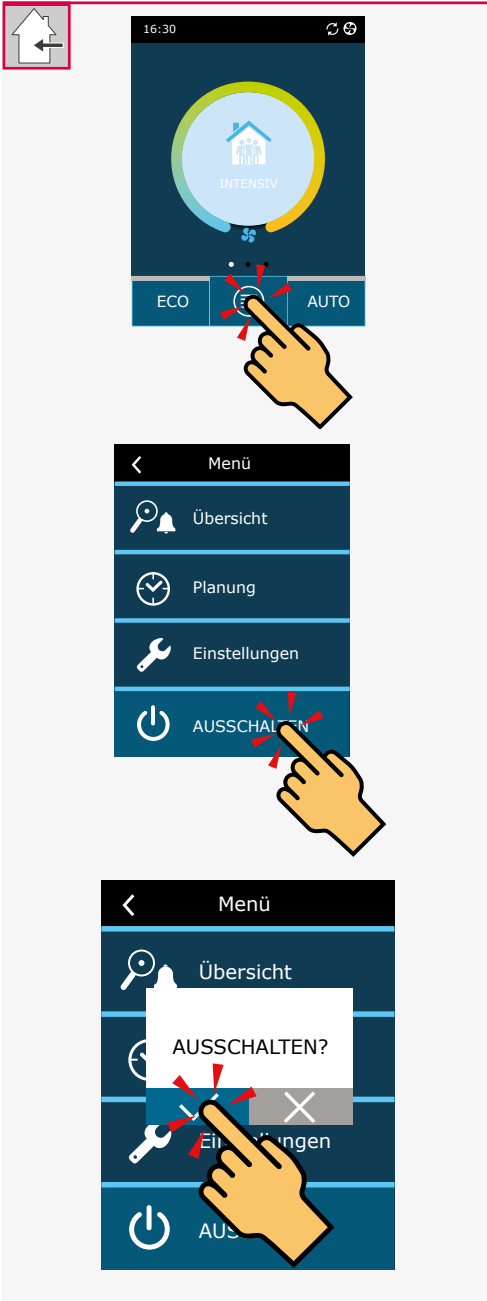 16:30
INTENSIV
ECO
AUTO
Menü
Übersicht
Planung
Einstellungen
AUSSCHALTEN
Menü
Übersicht
AUSSCHALTEN?